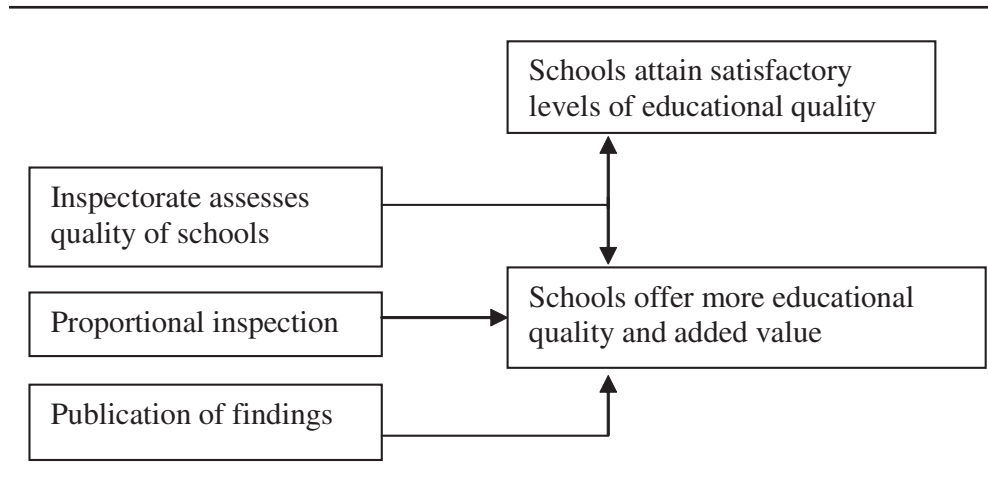 Schools attain satisfactory
levels of educational quality
Inspectorate assesses
quality of schools
Schools offer more educational
quality and added value
Proportional inspection
Publication of findings